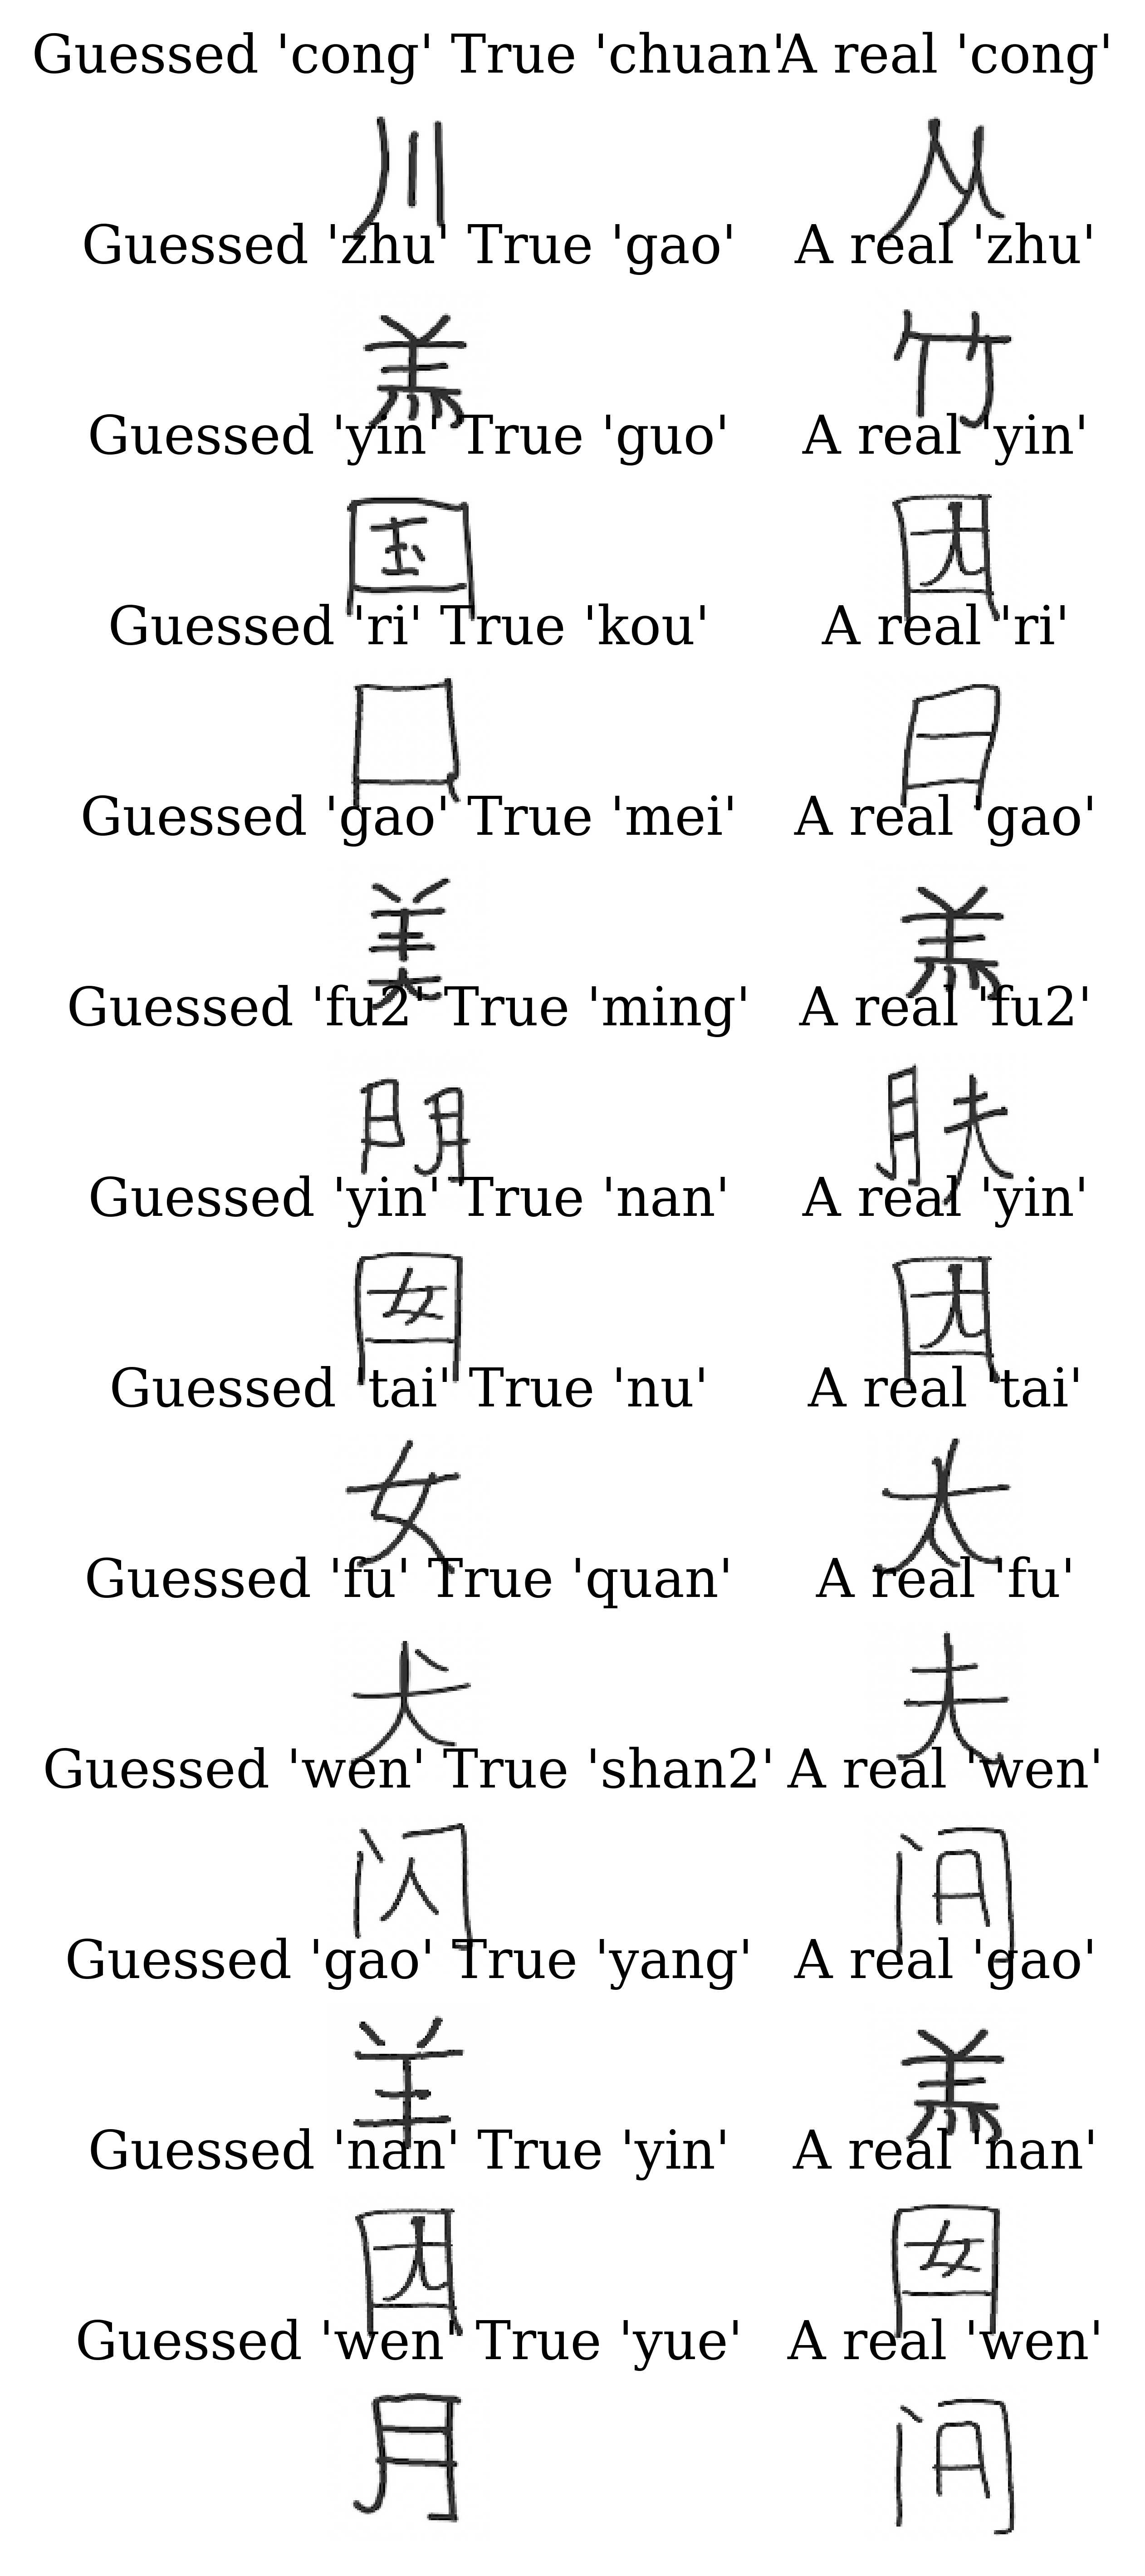 Guessed 'cong' True 'chuan' A real 'cong'
川 从
Guessed 'zhu' True 'gao' A real 'zhu'
羔 竹
Guessed 'yin' True 'guo' A real 'yin'
国 因
Guessed 'ri' True 'kou' A real 'ri'
口 日
Guessed 'gao' True 'mei' A real 'gao'
美 羔
Guessed 'fu2' True 'ming' A real 'fu2'
明 肤
Guessed 'yin' True 'nan' A real 'yin'
囡 因
Guessed 'tai' True 'nu' A real 'tai'
女 太
Guessed 'fu' True 'quan' A real 'fu'
犬 夫
Guessed 'wen' True 'shan2' A real 'wen'
闪 问
Guessed 'gao' True 'yang' A real 'gao'
羊 羔
Guessed 'nan' True 'yin' A real 'nan'
因 囡
Guessed 'wen' True 'yue' A real 'wen'
月 问